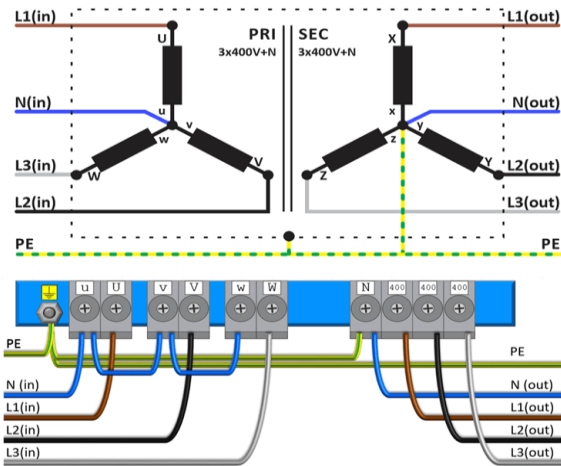 L1(in) U PRI SEC X L1(out)
3x400V+N 3x400V+N
N(in) u x N(out)
w v z y
L3(in) W V Z Y L2(out)
L2(in) L3(out)
PE PE
u U v V w W N 400 400 400
PE PE
N (in) N (out)
L1(in) L1(out)
L2(in) L2(out)
L3(in) L3(out)